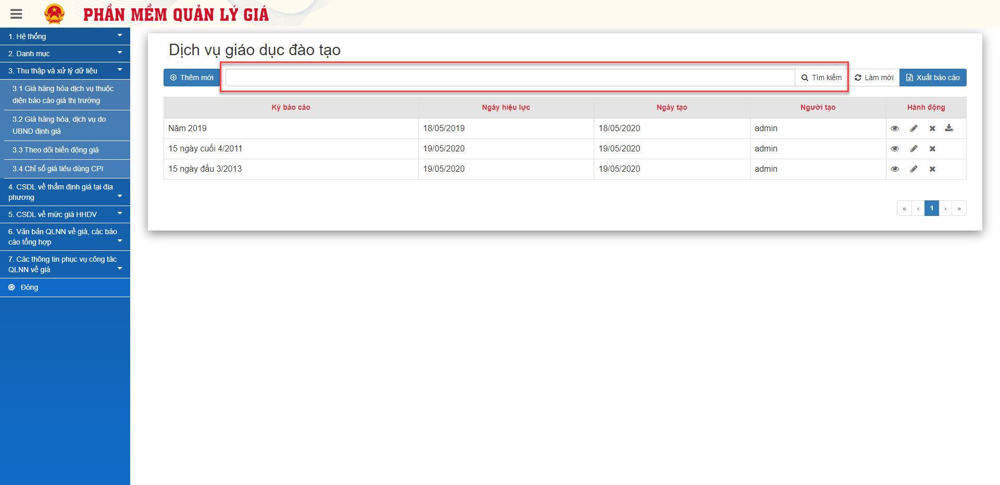 PHẦN MỀM QUẢN LÝ GIÁ
1. Hệ thống
2. Danh mục
3. Thu thập và xử lý dữ liệu
3.1 Giá hàng hóa dịch vụ thuộc
diện báo cáo giá thị trường
3.2 Giá hàng hóa, dịch vụ do
UBND định giá
3.3 Theo dõi biến động giá
3.4 Chỉ số giá tiêu dùng CPI
4. CSDL về thẩm định giá tại địa
phương
5. CSDL về mức giá HHDV
6. Văn bản QLNN về giá, các báo
cáo tổng hợp
7. Các thông tin phục vụ công tác
QLNN về giá
Đóng
Dịch vụ giáo dục đào tạo
Thêm mới Tìm kiếm Làm mới Xuất báo cáo
Kỳ báo cáo Ngày hiệu lực Ngày tạo Người tạo Hành động
Năm 2019 18/05/2019 18/05/2020 admin
15 ngày cuối 4/2011 19/05/2020 19/05/2020 admin
15 ngày đầu 3/2013 19/05/2020 19/05/2020 admin
« ‹ 1 › »